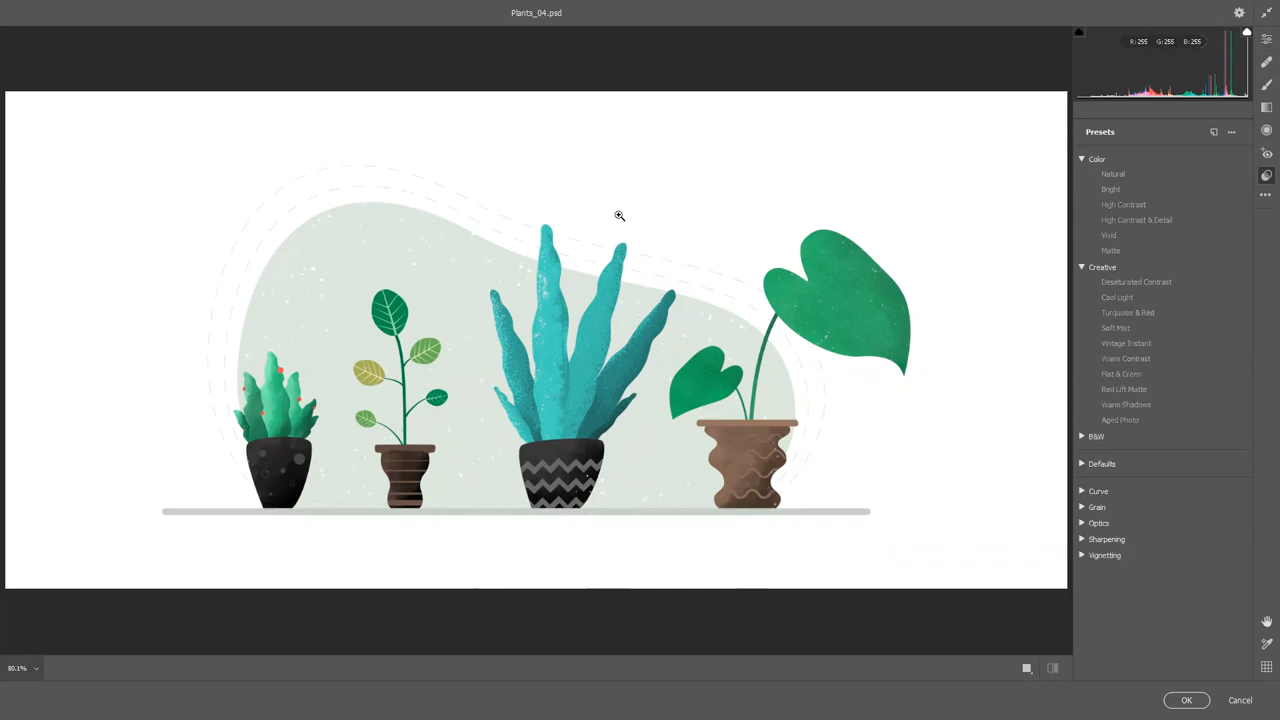 Plants_04.psd
R: 255 G: 255 B: 255
Presets
Color
Natural
Bright
High Contrast
High Contrast & Detail
Vivid
Matte
Creative
Desaturated Contrast
Cool Light
Turquoise & Red
Soft Mist
Vintage Instant
Warm Contrast
Flat & Green
Red Lift Matte
Warm Shadows
Aged Photo
B&W
Defaults
Curve
Grain
Optics
Sharpening
Vignetting
80.1%
OK Cancel